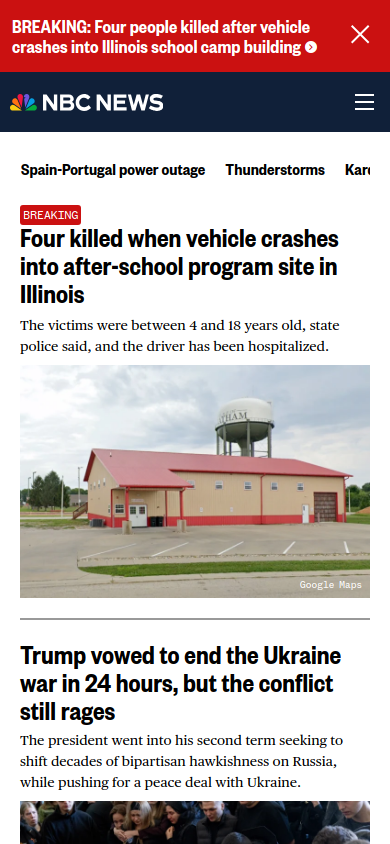 BREAKING: Four people killed after vehicle
crashes into Illinois school camp building
NBC NEWS
Spain-Portugal power outage Thunderstorms
BREAKING
Four killed when vehicle crashes
into after-school program site in
Illinois
The victims were between 4 and 18 years old, state
police said, and the driver has been hospitalized.
Google Maps
Trump vowed to end the Ukraine
war in 24 hours, but the conflict
still rages
The president went into his second term seeking to
shift decades of bipartisan hawkishness on Russia,
while pushing for a peace deal with Ukraine.